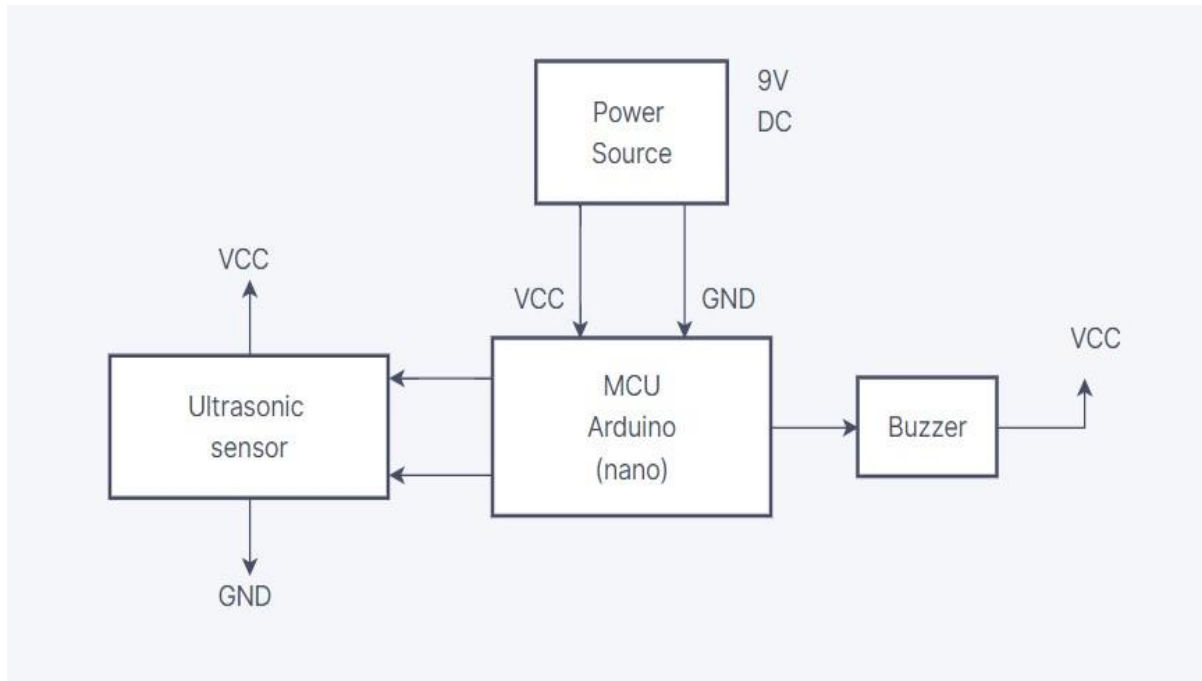 Power
Source
9V
DC
VCC
VCC
GND
VCC
Ultrasonic
sensor
MCU
Arduino
(nano)
Buzzer
GND